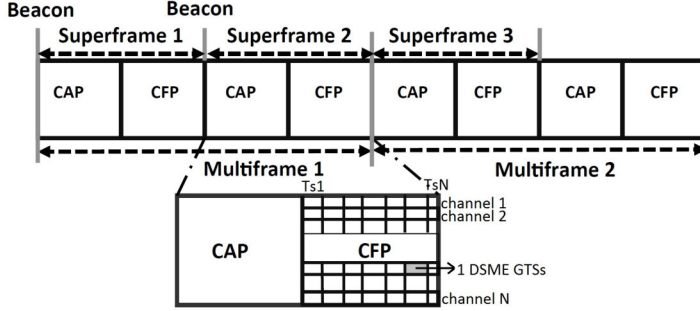 Beacon Beacon
Superframe 1 Superframe 2 Superframe 3
CAP CFP CAP CFP CAP CFP CAP CFP
Multiframe 1 Multiframe 2
Ts1 TsN
channel 1
channel 2
CAP CFP
1 DSME GTSs
channel N